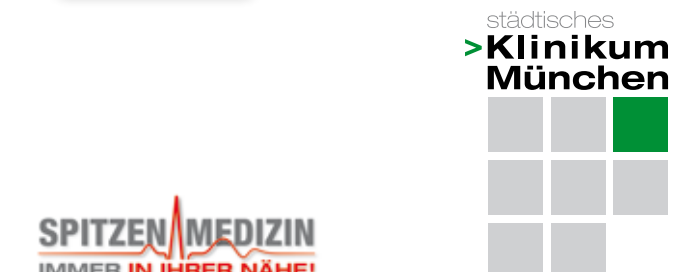 städtisches
>Klinikum
München
SPITZENMEDIZIN
IMMER IN IHRER NÄHE!